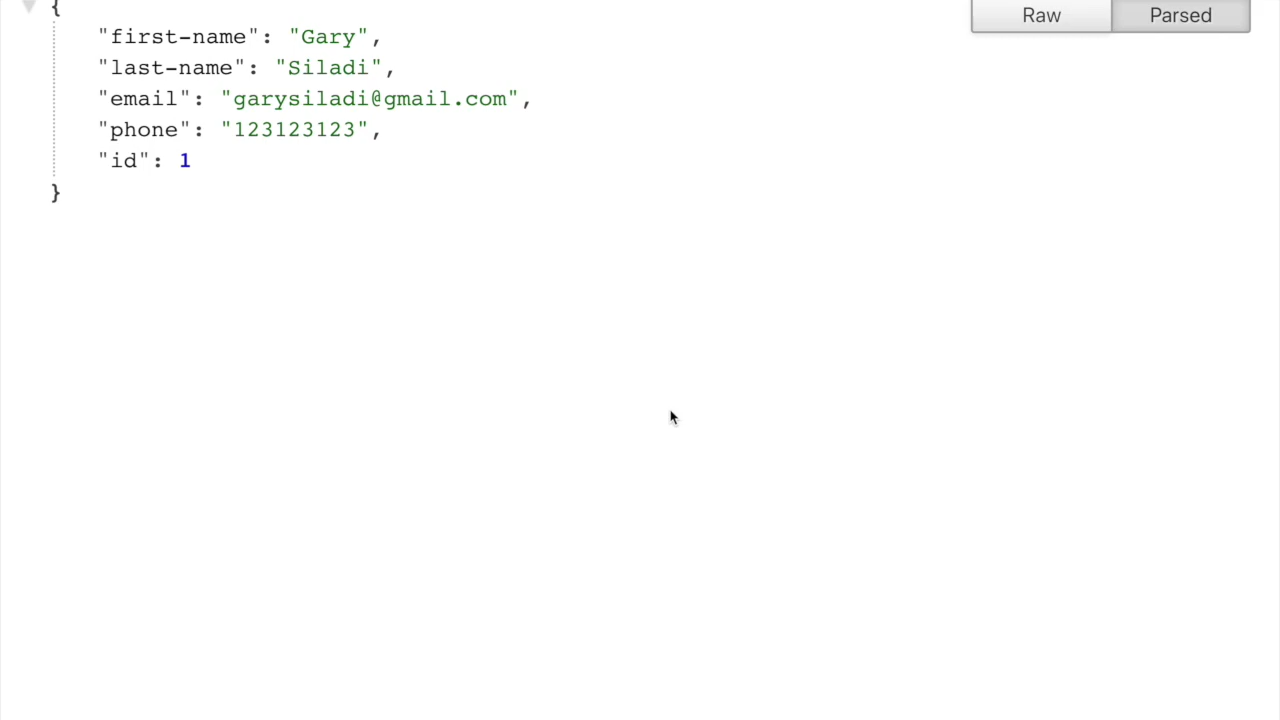 {
Raw Parsed
"first-name": "Gary",
"last-name": "Siladi",
"email": "garysiladi@gmail.com",
"phone": "123123123",
"id": 1
}